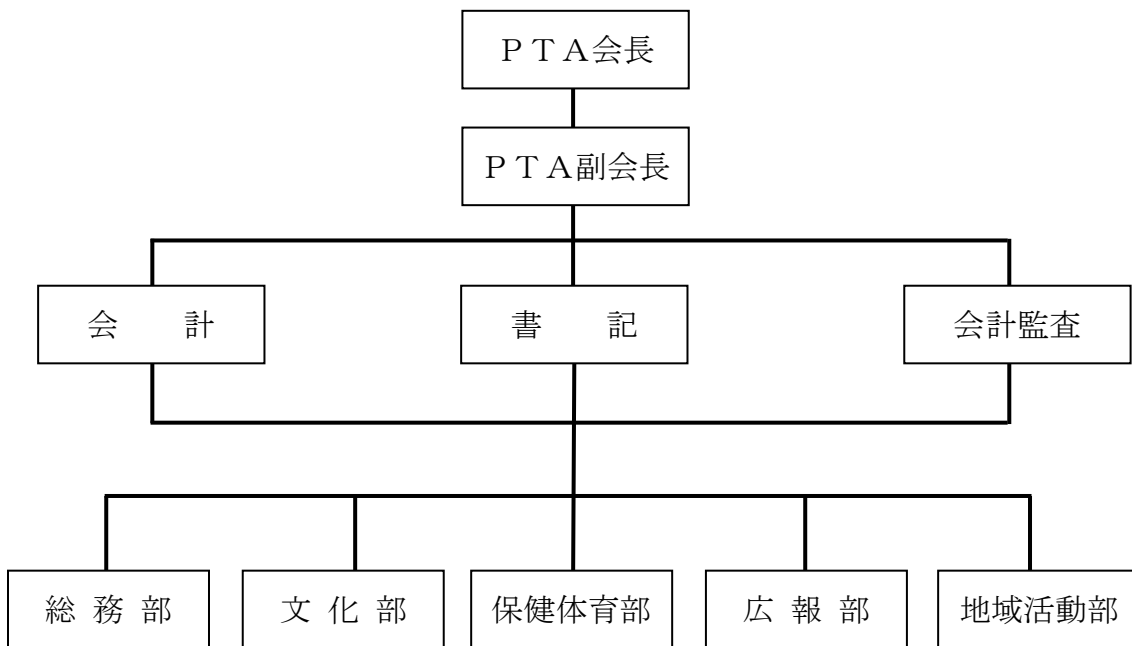 ＰＴＡ会長
ＰＴＡ副会長
会　計
書　記
会計監査
総 務 部
文 化 部
保健体育部
広 報 部
地域活動部